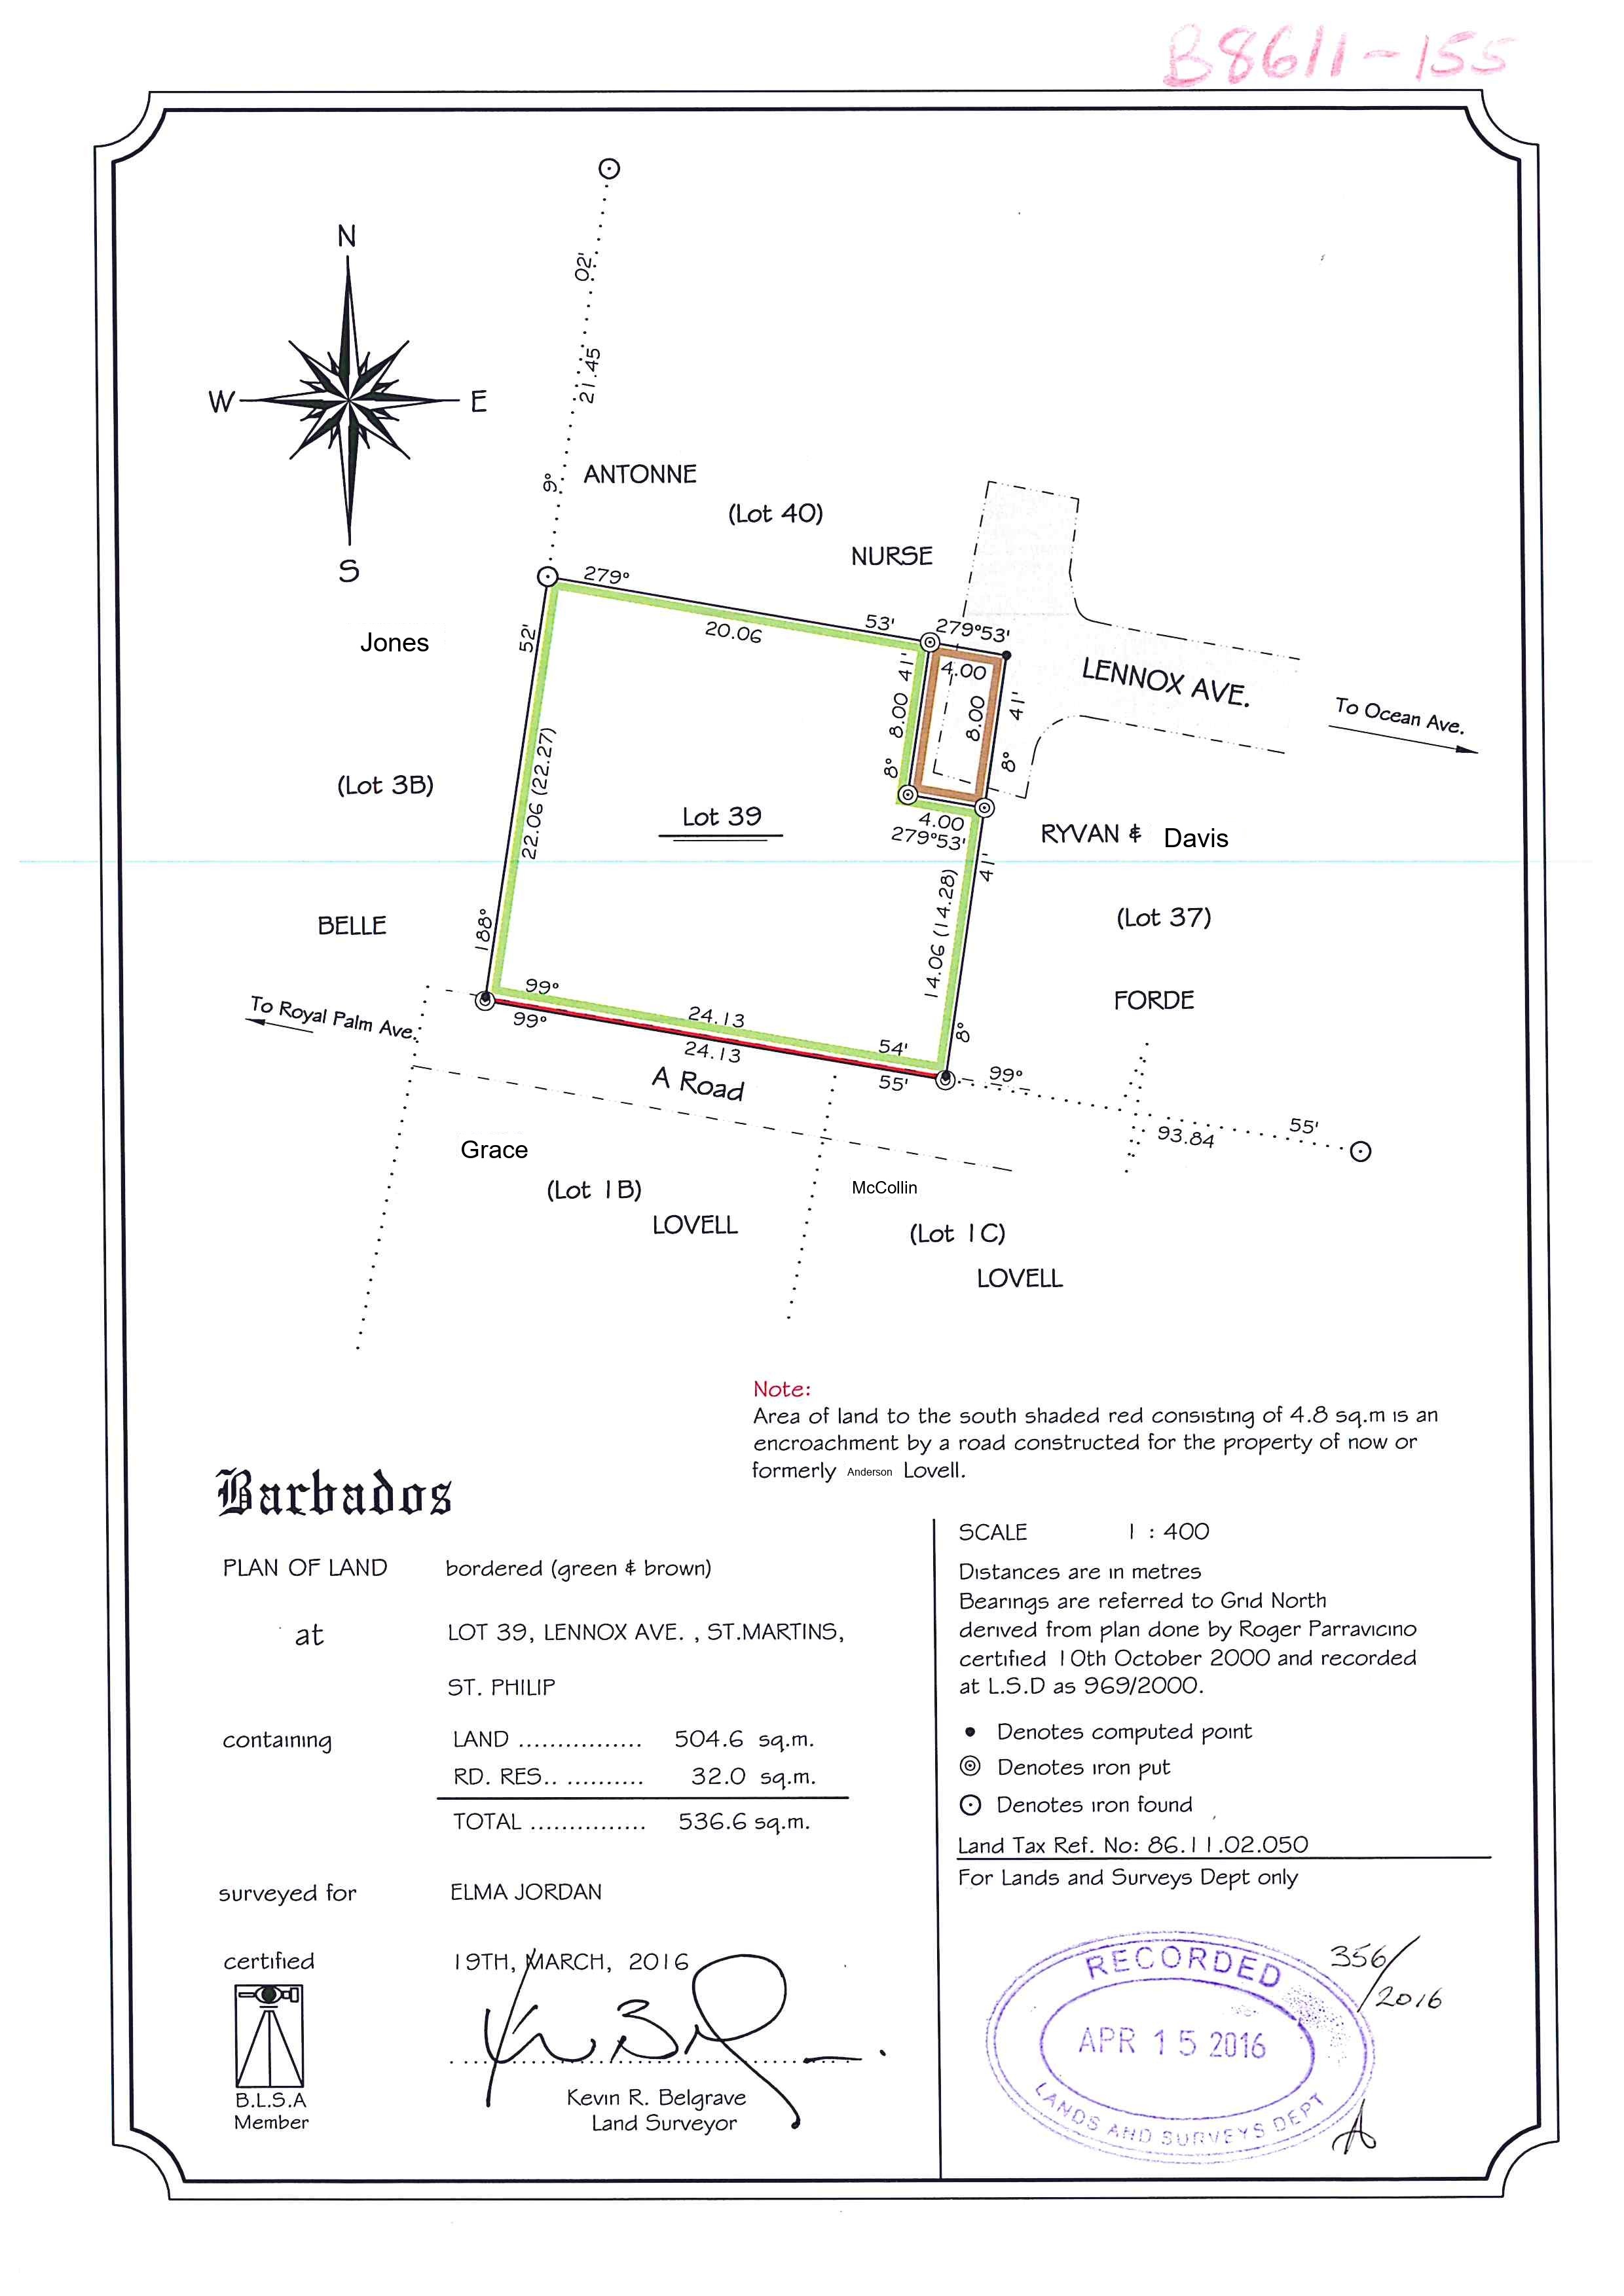 B8611-155
N
W
E
S
02'
21.45
9°
ANTONNE
(Lot 40)
NURSE
279°
20.06
53'
279°53'
4.00
8.00
41'
8°
8.00
41'
8°
4.00
279°53'
LENNOX AVE.
To Ocean Ave.
Jones
52'
(Lot 3B)
22.06 (22.27)
188°
BELLE
Lot 39
RYVAN & Davis
41'
14.06 (14.28)
8°
(Lot 37)
FORDE
To Royal Palm Ave.
99°
24.13
54'
99°
24.13
55'
A Road
99°
93.84
55'
Grace
(Lot 1B)
LOVELL
McCollin
(Lot 1C)
LOVELL
Note:
Area of land to the south shaded red consisting of 4.8 sq.m is an
encroachment by a road constructed for the property of now or
formerly Anderson Lovell.
Barbados
PLAN OF LAND bordered (green & brown)
at LOT 39, LENNOX AVE. , ST.MARTINS,
ST. PHILIP
containing LAND ................ 504.6 sq.m.
RD. RES.. .......... 32.0 sq.m.
TOTAL ............... 536.6 sq.m.
surveyed for ELMA JORDAN
certified 19TH, MARCH, 2016
B.L.S.A
Member
Kevin R. Belgrave
Land Surveyor
SCALE 1 : 400
Distances are in metres
Bearings are referred to Grid North
derived from plan done by Roger Parravicino
certified 10th October 2000 and recorded
at L.S.D as 969/2000.
Denotes computed point
Denotes iron put
Denotes iron found
Land Tax Ref. No: 86.11.02.050
For Lands and Surveys Dept only
RECORDED
APR 15 2016
LANDS AND SURVEYS DEPT
356/
2016